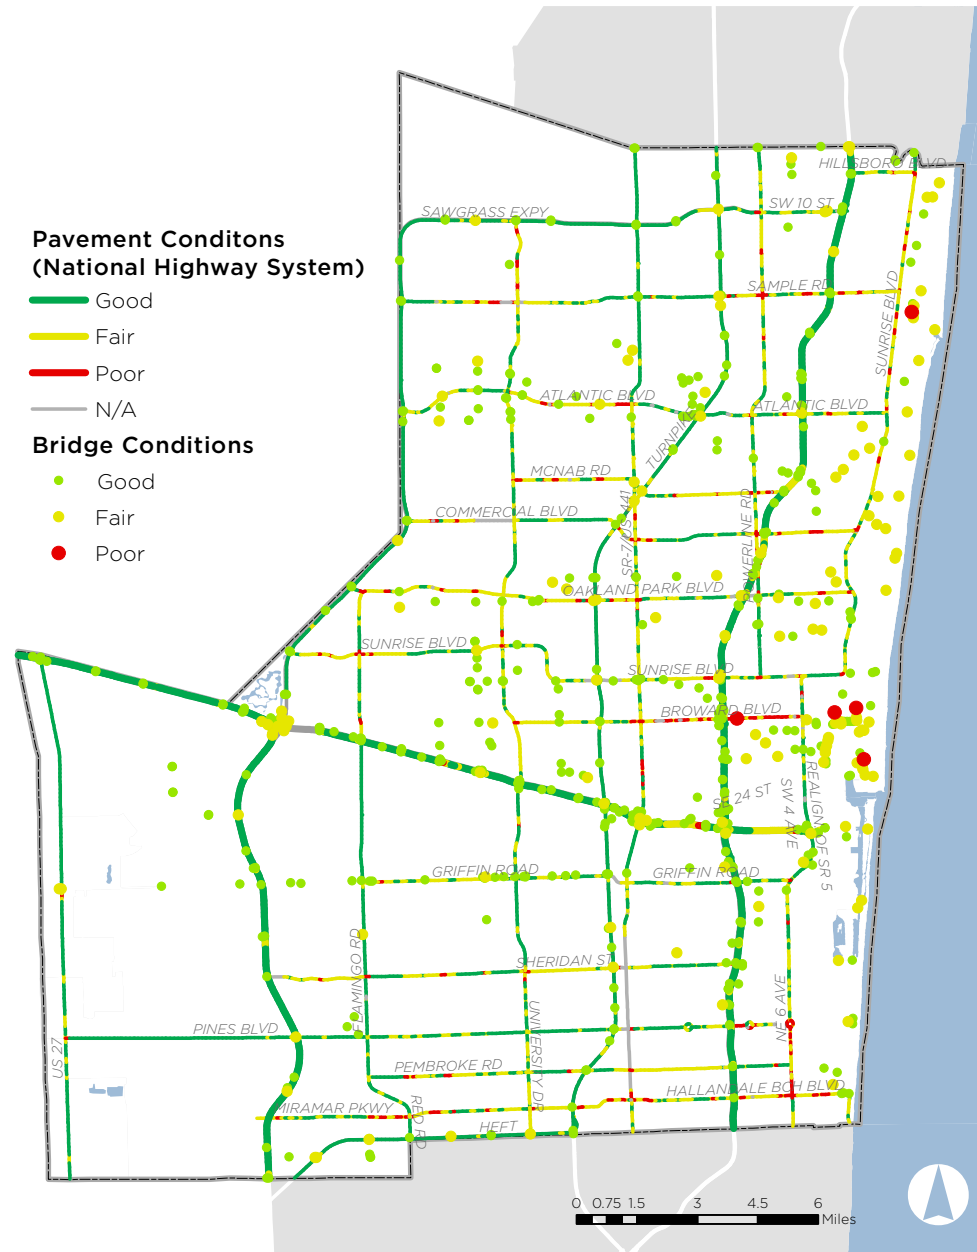 HILLSBORO BLVD
SW 10 ST
SAWGRASS EXPY
Pavement Conditons
(National Highway System)
Good
Fair
Poor
N/A
Bridge Conditions
Good
Fair
Poor
SAMPLE RD
SUNRISE BLVD
ATLANTIC BLVD
ATLANTIC BLVD
TURNPIKE
MCNAB RD
COMMERCIAL BLVD
SR-7/US-441
POWERLINE RD
OAKLAND PARK BLVD
SUNRISE BLVD
SUNRISE BLVD
BROWARD BLVD
SE 24 ST
SW 4 AVE
REALIGN OF SR 5
GRIFFIN ROAD
GRIFFIN ROAD
FLAMINGO RD
SHERIDAN ST
NE 6 AVE
UNIVERSITY DR
PINES BLVD
US 27
PEMBROKE RD
HALLANDALE BCH BLVD
MIRAMAR PKWY
RED RD
HEFT
0 0.75 1.5 3 4.5 6
Miles